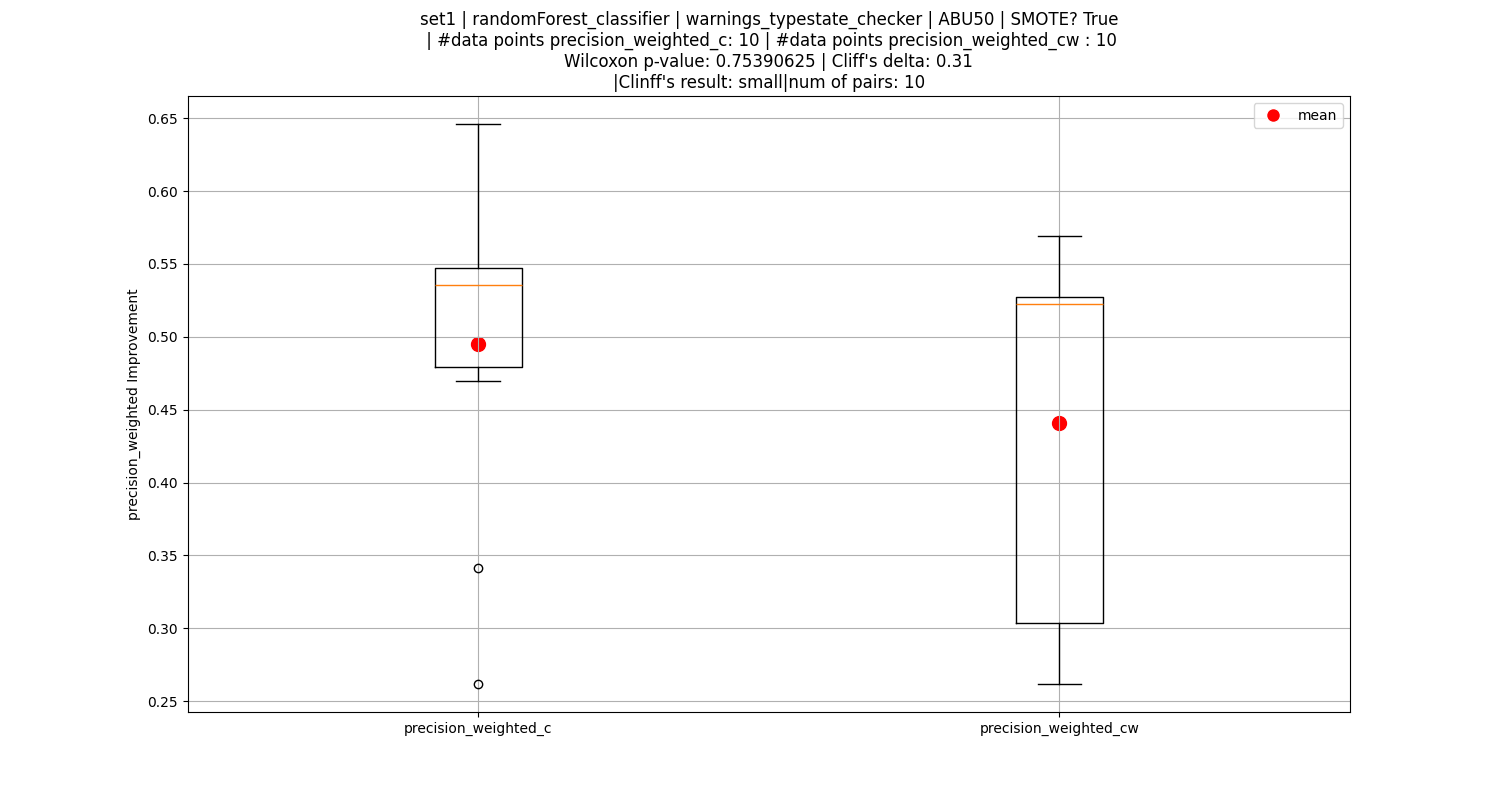 set1 | randomForest_classifier | warnings_typestate_checker | ABU50 | SMOTE? True
| #data points precision_weighted_c: 10 | #data points precision_weighted_cw : 10
Wilcoxon p-value: 0.75390625 | Cliff's delta: 0.31
|Clinff's result: small|num of pairs: 10
mean
0.65
0.60
0.55
0.50
0.45
0.40
0.35
0.30
0.25
precision_weighted Improvement
precision_weighted_c
precision_weighted_cw